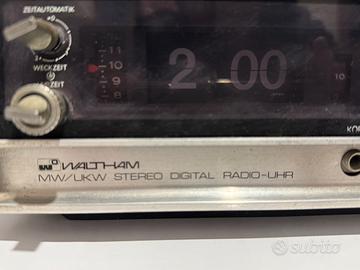 ZEITAUTOMATIK
WECKZEIT
11
10
9
8
2 00
WALTHAM
MW/UKW STEREO DIGITAL RADIO-UHR
subito